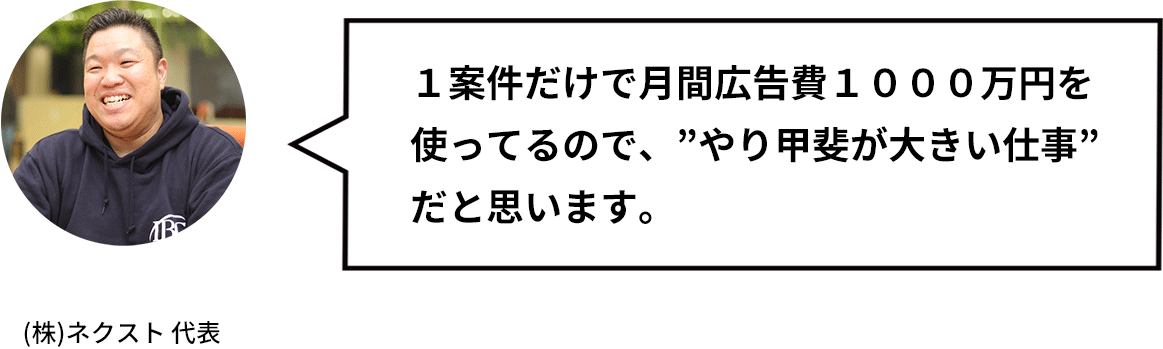 １案件だけで月間広告費１０００万円を
使ってるので、”やり甲斐が大きい仕事”
だと思います。
(株)ネクスト 代表